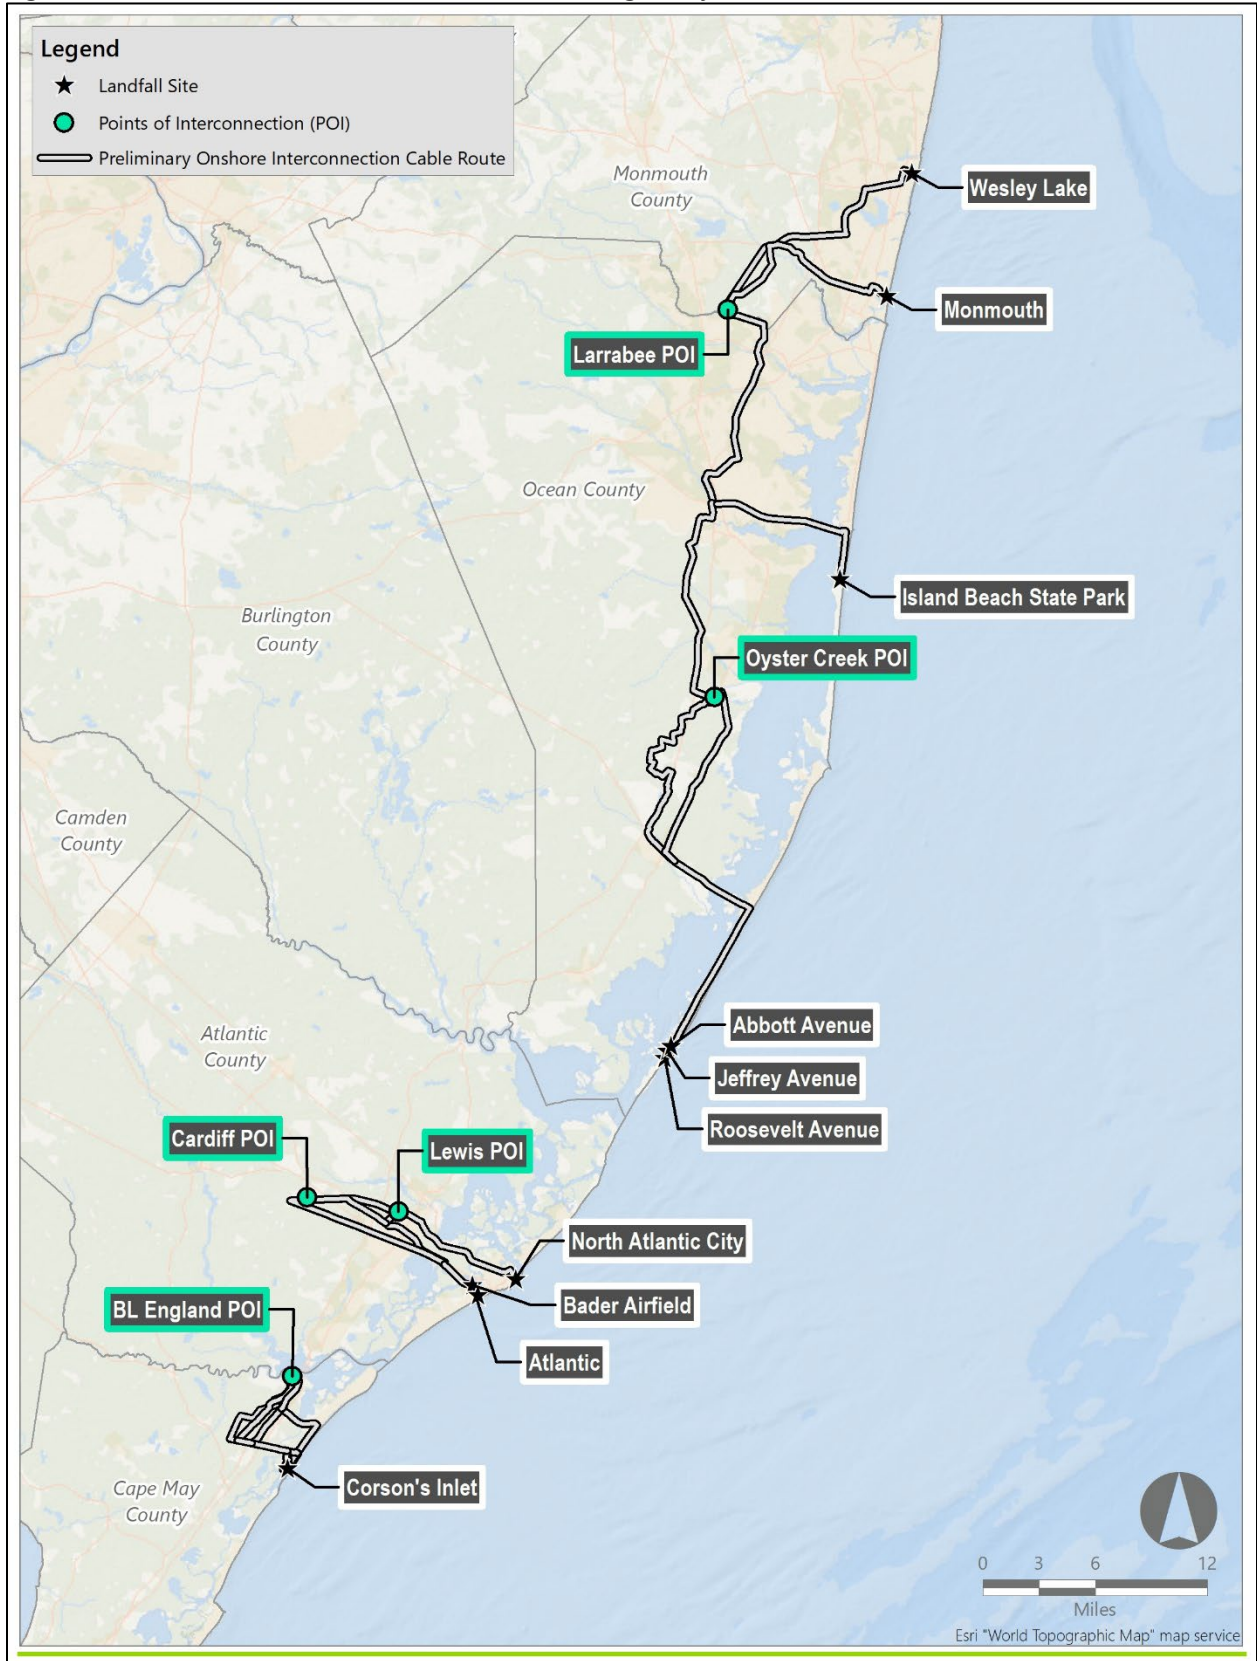 Legend
Landfall Site
Points of Interconnection (POI)
Preliminary Onshore Interconnection Cable Route
Monmouth
County
Wesley Lake
Monmouth
Larrabee POI
Ocean County
Island Beach State Park
Burlington
County
Oyster Creek POI
Camden
County
Abbott Avenue
Atlantic
County
Jeffrey Avenue
Roosevelt Avenue
Cardiff POI
Lewis POI
North Atlantic City
BL England POI
Bader Airfield
Atlantic
Corson's Inlet
Cape May
County
0 3 6 12
Miles
Esri "World Topographic Map" map service